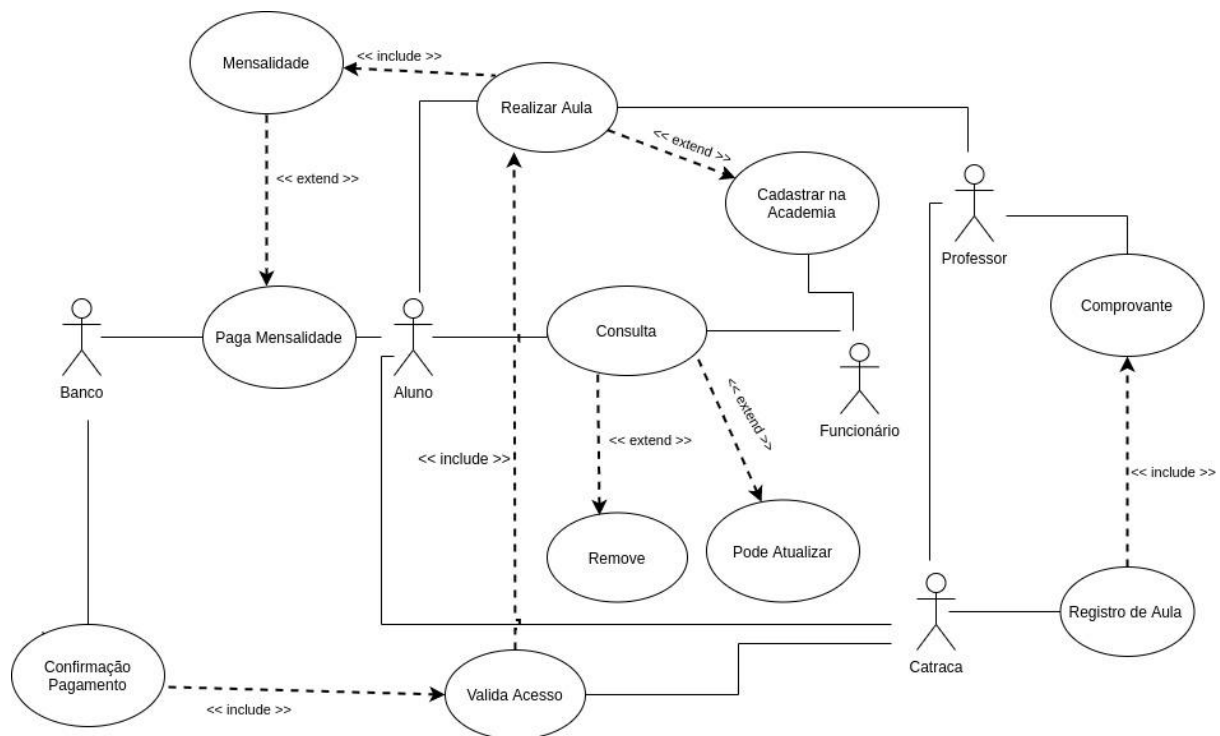 Mensalidade
<< include >>
Realizar Aula
<< extend >>
<< extend >>
Cadastrar na
Academia
Professor
Comprovante
Banco
Paga Mensalidade
Aluno
Consulta
Funcionário
<< extend >>
<< extend >>
<< include >>
<< include >>
Remove
Pode Atualizar
Registro de Aula
Catraca
Confirmação
Pagamento
<< include >>
Valida Acesso